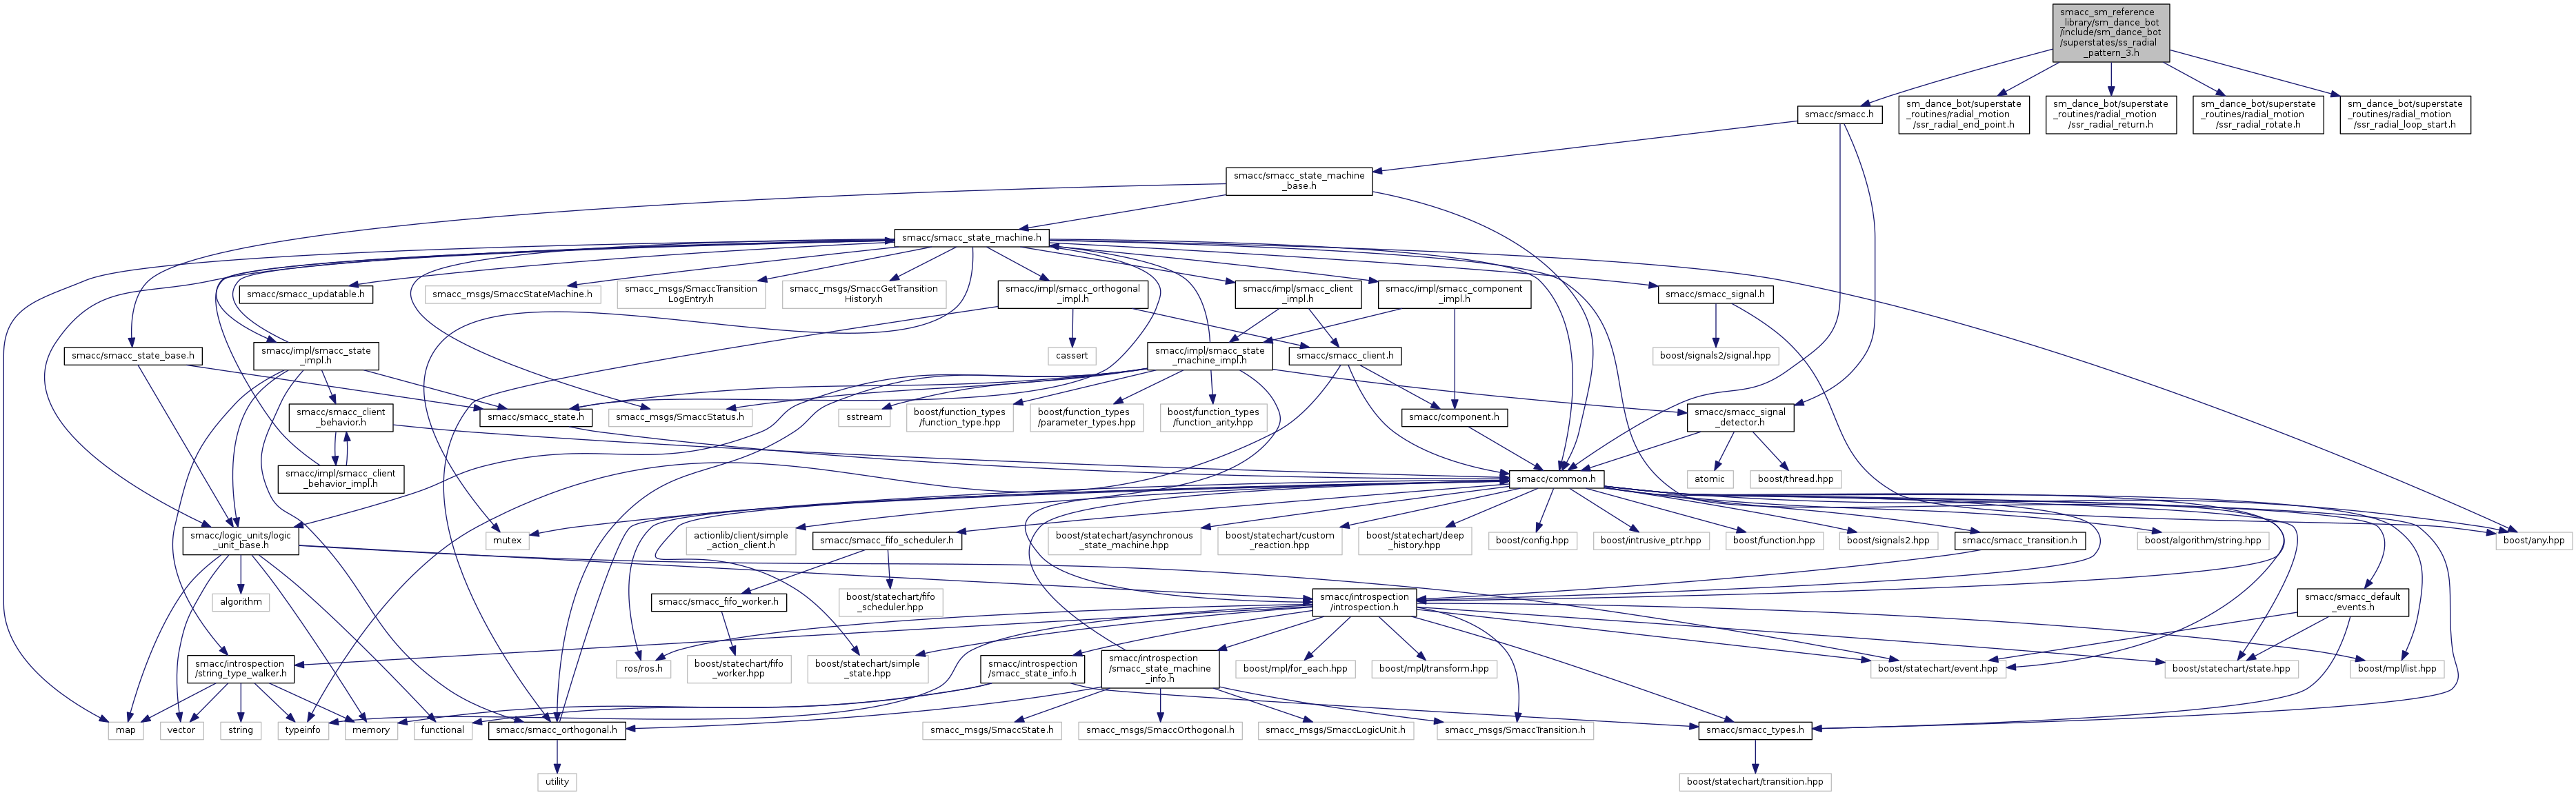 smacc_sm_reference
_library/sm_dance_bot
/include/sm_dance_bot
/superstates/ss_radial
_pattern_3.h
smacc/smacc.h
sm_dance_bot/superstate
_routines/radial_motion
/ssr_radial_end_point.h
sm_dance_bot/superstate
_routines/radial_motion
/ssr_radial_return.h
sm_dance_bot/superstate
_routines/radial_motion
/ssr_radial_rotate.h
sm_dance_bot/superstate
_routines/radial_motion
/ssr_radial_loop_start.h
smacc/smacc_state_machine
_base.h
smacc/smacc_state_machine.h
smacc/smacc_updatable.h
smacc_msgs/SmaccStateMachine.h
smacc_msgs/SmaccTransition
LogEntry.h
smacc_msgs/SmaccGetTransition
History.h
smacc/impl/smacc_orthogonal
_impl.h
smacc/impl/smacc_client
_impl.h
smacc/impl/smacc_component
_impl.h
smacc/smacc_signal.h
smacc/smacc_state_base.h
smacc/impl/smacc_state
_impl.h
cassert
smacc/impl/smacc_state
_machine_impl.h
smacc/smacc_client.h
boost/signals2/signal.hpp
smacc/smacc_client
_behavior.h
smacc/smacc_state.h
smacc_msgs/SmaccStatus.h
sstream
boost/function_types
/function_type.hpp
boost/function_types
/parameter_types.hpp
boost/function_types
/function_arity.hpp
smacc/component.h
smacc/smacc_signal
_detector.h
smacc/impl/smacc_client
_behavior_impl.h
smacc/common.h
atomic
boost/thread.hpp
smacc/logic_units/logic
_unit_base.h
mutex
actionlib/client/simple
_action_client.h
smacc/smacc_fifo_scheduler.h
boost/statechart/asynchronous
_state_machine.hpp
boost/statechart/custom
_reaction.hpp
boost/statechart/deep
_history.hpp
boost/config.hpp
boost/intrusive_ptr.hpp
boost/function.hpp
boost/signals2.hpp
smacc/smacc_transition.h
boost/algorithm/string.hpp
boost/any.hpp
algorithm
smacc/smacc_fifo_worker.h
boost/statechart/fifo
_scheduler.hpp
smacc/introspection
/introspection.h
smacc/smacc_default
_events.h
smacc/introspection
/string_type_walker.h
ros/ros.h
boost/statechart/fifo
_worker.hpp
boost/statechart/simple
_state.hpp
smacc/introspection
/smacc_state_info.h
smacc/introspection
/smacc_state_machine
_info.h
boost/mpl/for_each.hpp
boost/mpl/transform.hpp
boost/statechart/event.hpp
boost/statechart/state.hpp
boost/mpl/list.hpp
map
vector
string
typeinfo
memory
functional
smacc/smacc_orthogonal.h
smacc_msgs/SmaccState.h
smacc_msgs/SmaccOrthogonal.h
smacc_msgs/SmaccLogicUnit.h
smacc_msgs/SmaccTransition.h
smacc/smacc_types.h
utility
boost/statechart/transition.hpp